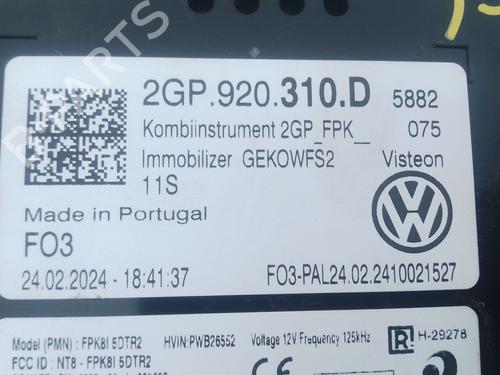 2GP.920.310.D 5882
Kombiinstrument 2GP_FPK_ 075
Immobilizer GEKOWFS2 Visteon
11S
Made in Portugal
FO3
24.02.2024 - 18:41:37 FO3-PAL24.02.2410021527
Model (PMN) : FPK8I 5DTR2 HVIN:PWB26552 Voltage 12V Frequency 125kHz R H-29278
FCC ID : NT8 - FPK8I 5DTR2
B PARTS